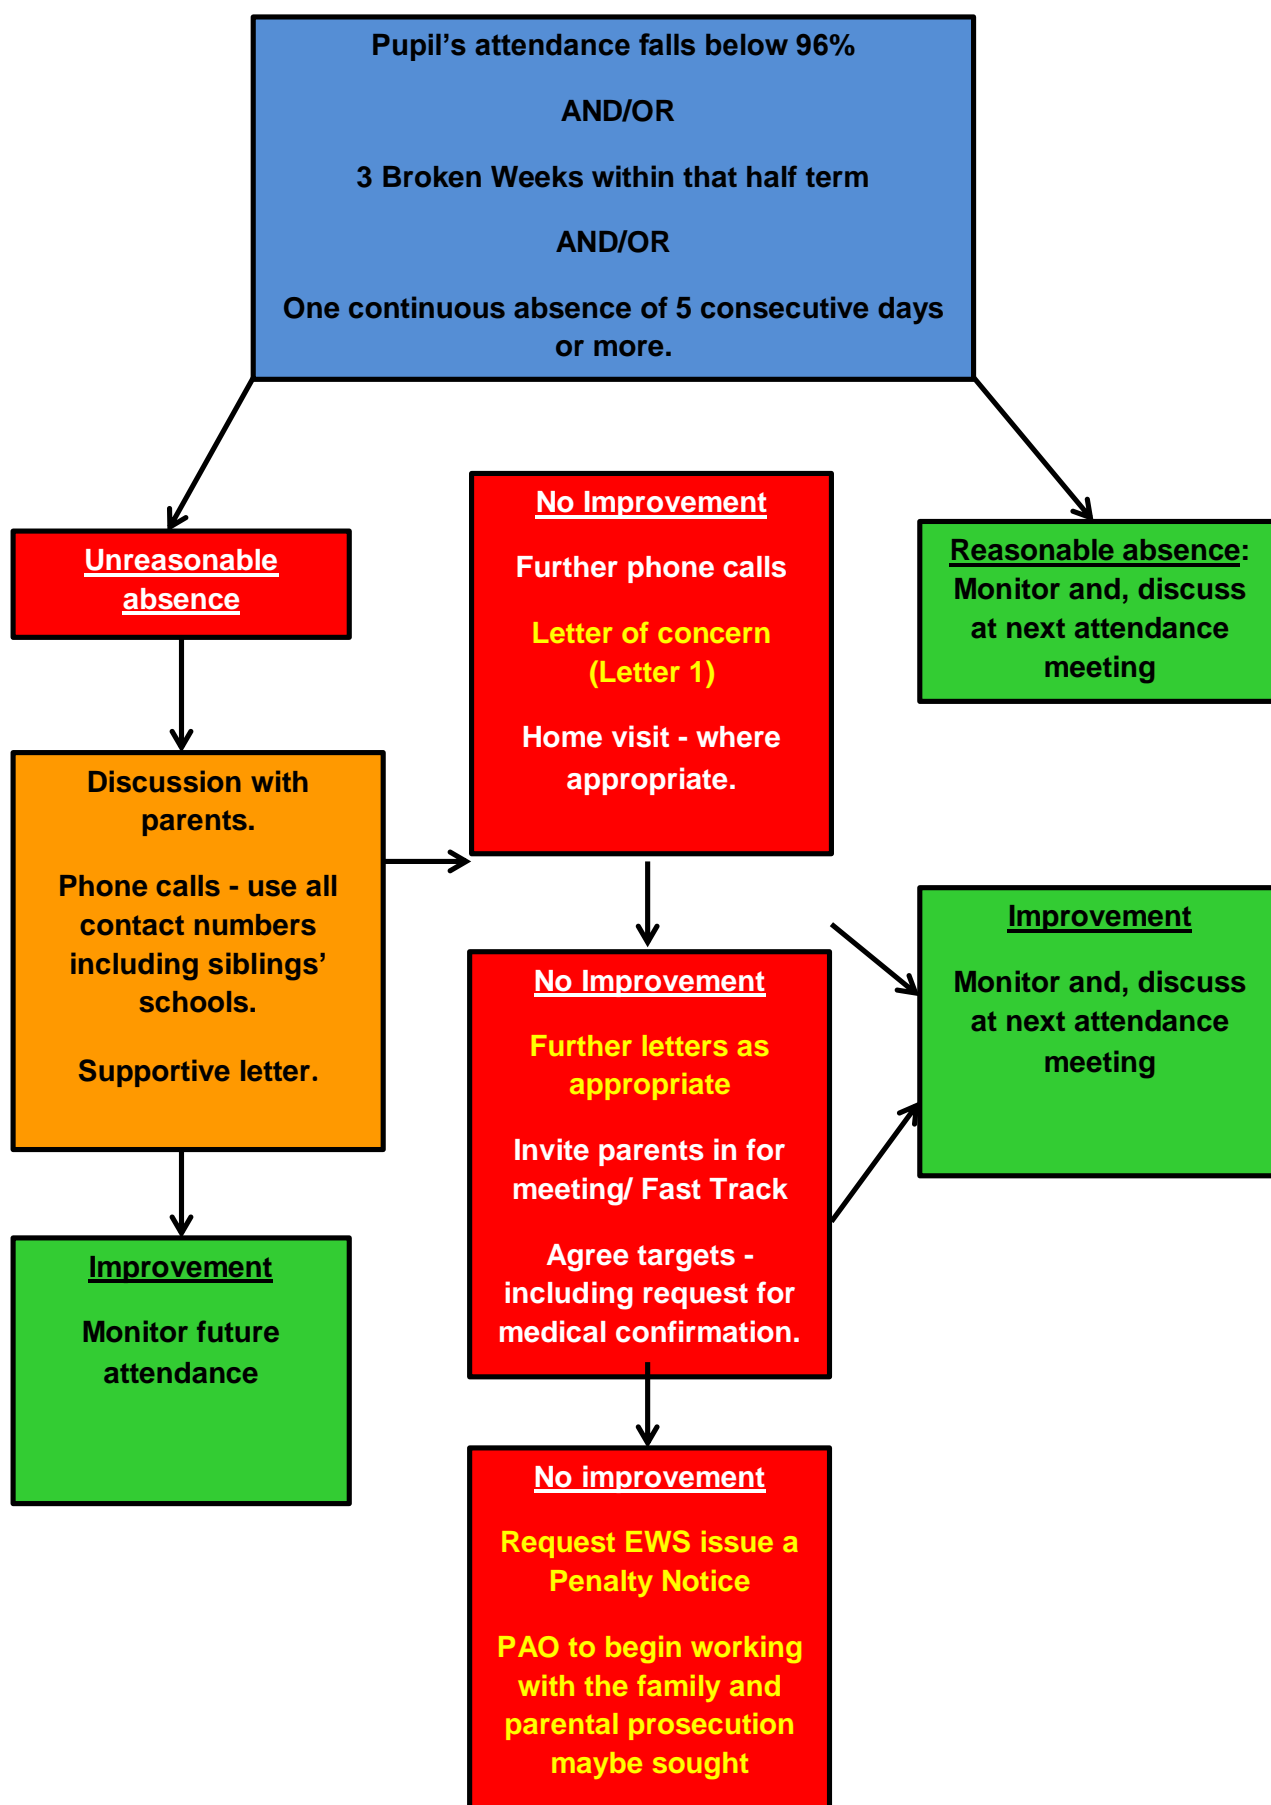 Pupil’s attendance falls below 96%
AND/OR
3 Broken Weeks within that half term
AND/OR
One continuous absence of 5 consecutive days
or more.
Unreasonable
absence
Discussion with
parents.
Phone calls - use all
contact numbers
including siblings’
schools.
Supportive letter.
Improvement
Monitor future
attendance
No Improvement
Further phone calls
Letter of concern
(Letter 1)
Home visit - where
appropriate.
No Improvement
Further letters as
appropriate
Invite parents in for
meeting/ Fast Track
Agree targets -
including request for
medical confirmation.
No improvement
Request EWS issue a
Penalty Notice
PAO to begin working
with the family and
parental prosecution
maybe sought
Reasonable absence:
Monitor and, discuss
at next attendance
meeting
Improvement
Monitor and, discuss
at next attendance
meeting